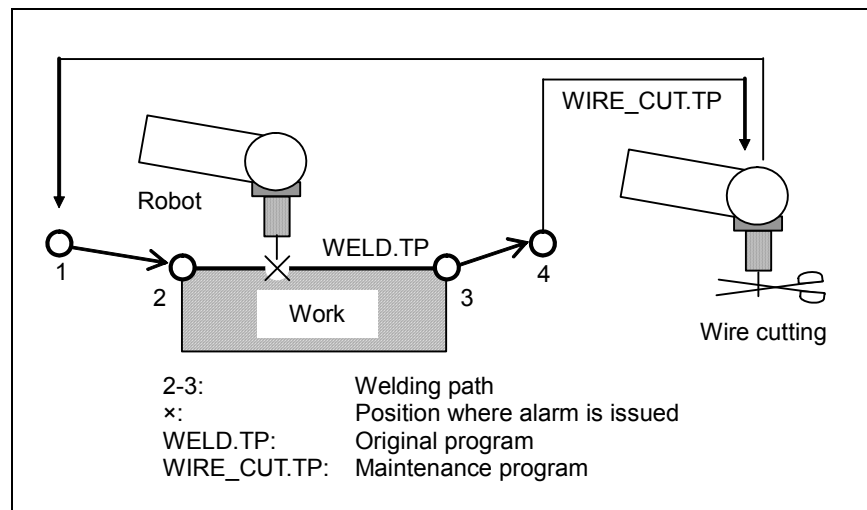 WIRE_CUT.TP
Robot
WELD.TP
1
2
3
4
Work
Wire cutting
2-3: Welding path
×: Position where alarm is issued
WELD.TP: Original program
WIRE_CUT.TP: Maintenance program